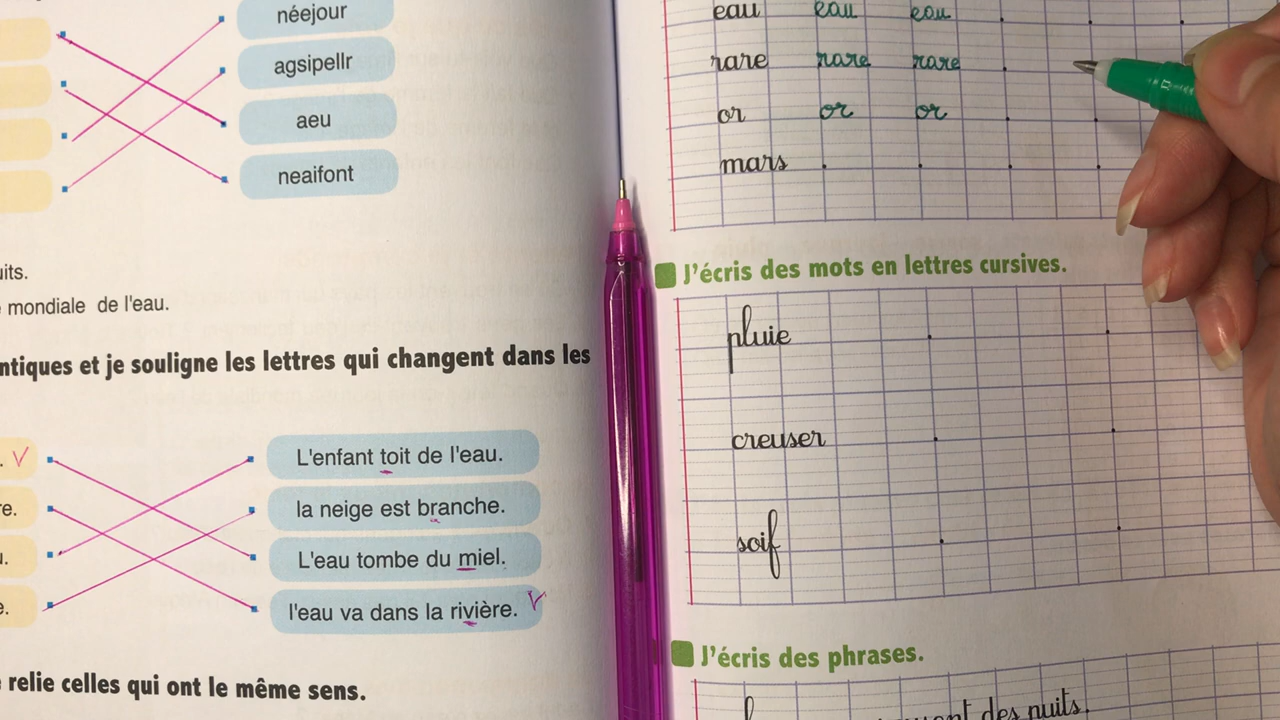 néejour
agsipellr
aeu
neaifont
uits.
mondiale de l'eau.
ntiques et je souligne les lettres qui changent dans les
L'enfant toit de l'eau.
re.
la neige est branche.
L'eau tombe du miel.
e.
l'eau va dans la rivière.
relie celles qui ont le même sens.
eau eau eau
rare rare rare
or or or
mars
J'écris des mots en lettres cursives.
pluie
creuser
soif
J'écris des phrases.
des nuits.